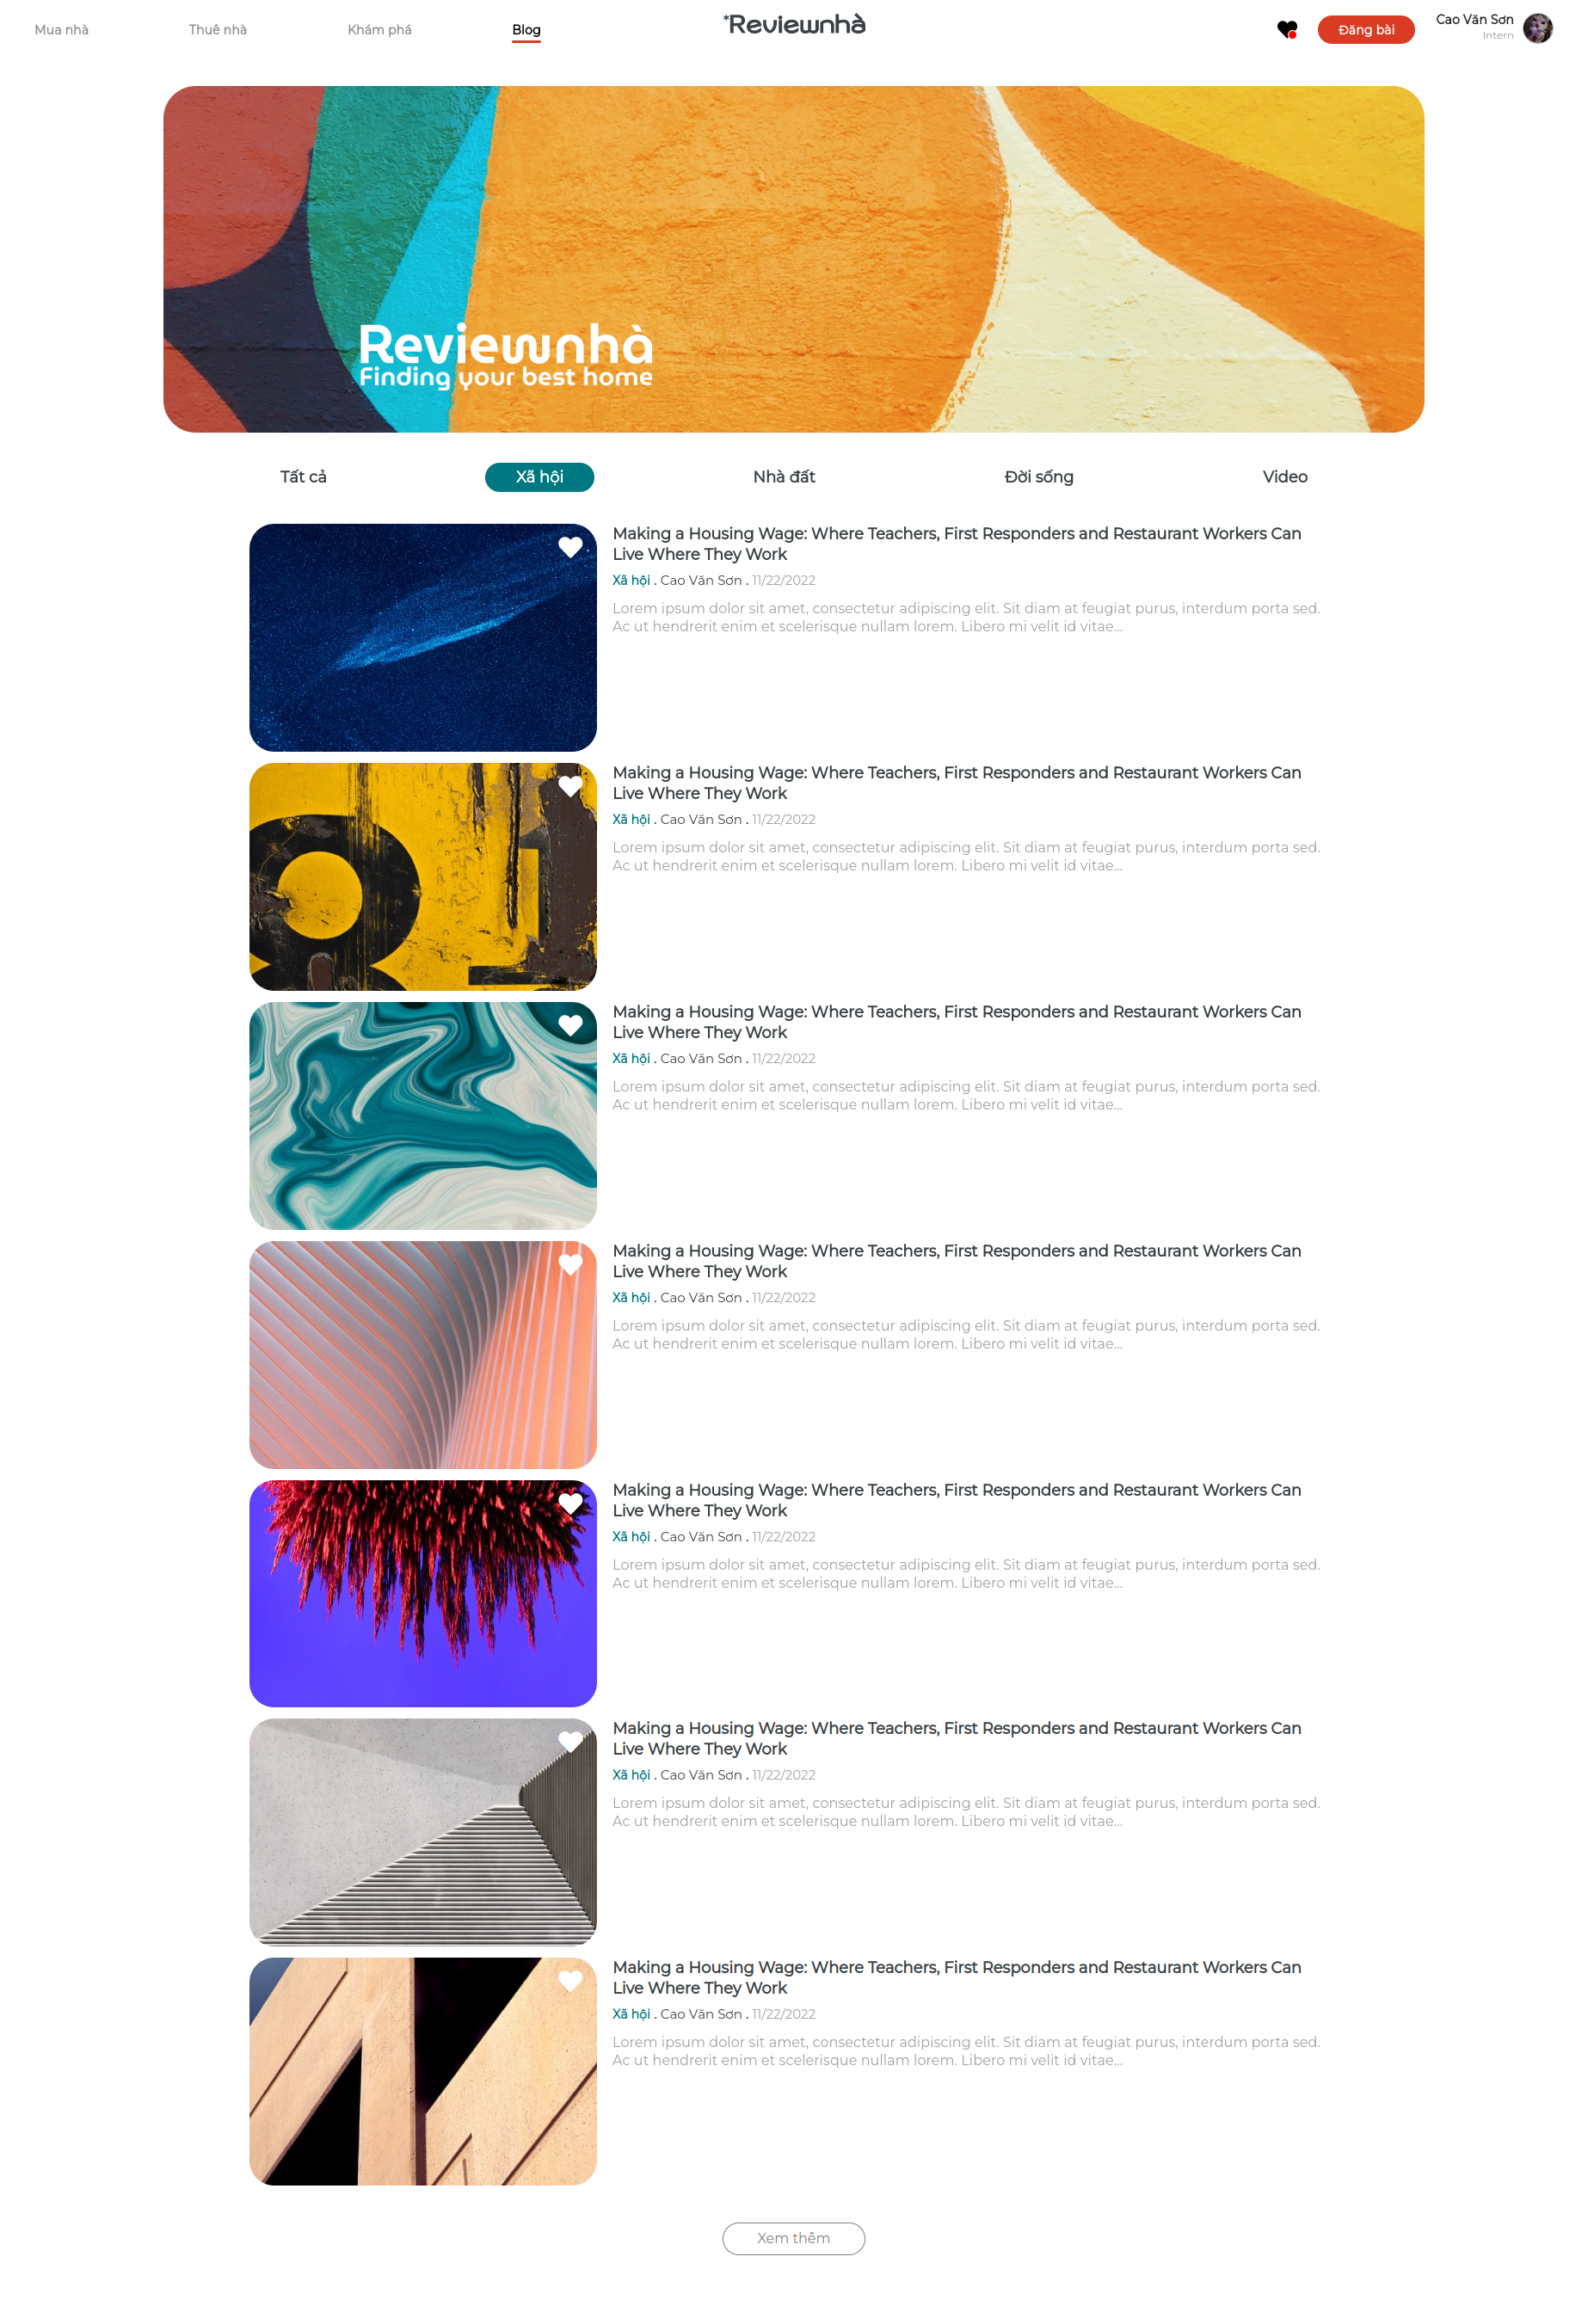 Mua nhà
Thuê nhà
Khám phá
Blog
*Reviewnhà
Đăng bài
Cao Văn Sơn
Intern
Reviewnhà
Finding your best home
Tất cả
Xã hội
Nhà đất
Đời sống
Video
Making a Housing Wage: Where Teachers, First Responders and Restaurant Workers Can
Live Where They Work
Xã hội . Cao Văn Sơn . 11/22/2022
Lorem ipsum dolor sit amet, consectetur adipiscing elit. Sit diam at feugiat purus, interdum porta sed.
Ac ut hendrerit enim et scelerisque nullam lorem. Libero mi velit id vitae...
Making a Housing Wage: Where Teachers, First Responders and Restaurant Workers Can
Live Where They Work
Xã hội . Cao Văn Sơn . 11/22/2022
Lorem ipsum dolor sit amet, consectetur adipiscing elit. Sit diam at feugiat purus, interdum porta sed.
Ac ut hendrerit enim et scelerisque nullam lorem. Libero mi velit id vitae...
Making a Housing Wage: Where Teachers, First Responders and Restaurant Workers Can
Live Where They Work
Xã hội . Cao Văn Sơn . 11/22/2022
Lorem ipsum dolor sit amet, consectetur adipiscing elit. Sit diam at feugiat purus, interdum porta sed.
Ac ut hendrerit enim et scelerisque nullam lorem. Libero mi velit id vitae...
Making a Housing Wage: Where Teachers, First Responders and Restaurant Workers Can
Live Where They Work
Xã hội . Cao Văn Sơn . 11/22/2022
Lorem ipsum dolor sit amet, consectetur adipiscing elit. Sit diam at feugiat purus, interdum porta sed.
Ac ut hendrerit enim et scelerisque nullam lorem. Libero mi velit id vitae...
Making a Housing Wage: Where Teachers, First Responders and Restaurant Workers Can
Live Where They Work
Xã hội . Cao Văn Sơn . 11/22/2022
Lorem ipsum dolor sit amet, consectetur adipiscing elit. Sit diam at feugiat purus, interdum porta sed.
Ac ut hendrerit enim et scelerisque nullam lorem. Libero mi velit id vitae...
Making a Housing Wage: Where Teachers, First Responders and Restaurant Workers Can
Live Where They Work
Xã hội . Cao Văn Sơn . 11/22/2022
Lorem ipsum dolor sit amet, consectetur adipiscing elit. Sit diam at feugiat purus, interdum porta sed.
Ac ut hendrerit enim et scelerisque nullam lorem. Libero mi velit id vitae...
Making a Housing Wage: Where Teachers, First Responders and Restaurant Workers Can
Live Where They Work
Xã hội . Cao Văn Sơn . 11/22/2022
Lorem ipsum dolor sit amet, consectetur adipiscing elit. Sit diam at feugiat purus, interdum porta sed.
Ac ut hendrerit enim et scelerisque nullam lorem. Libero mi velit id vitae...
Xem thêm